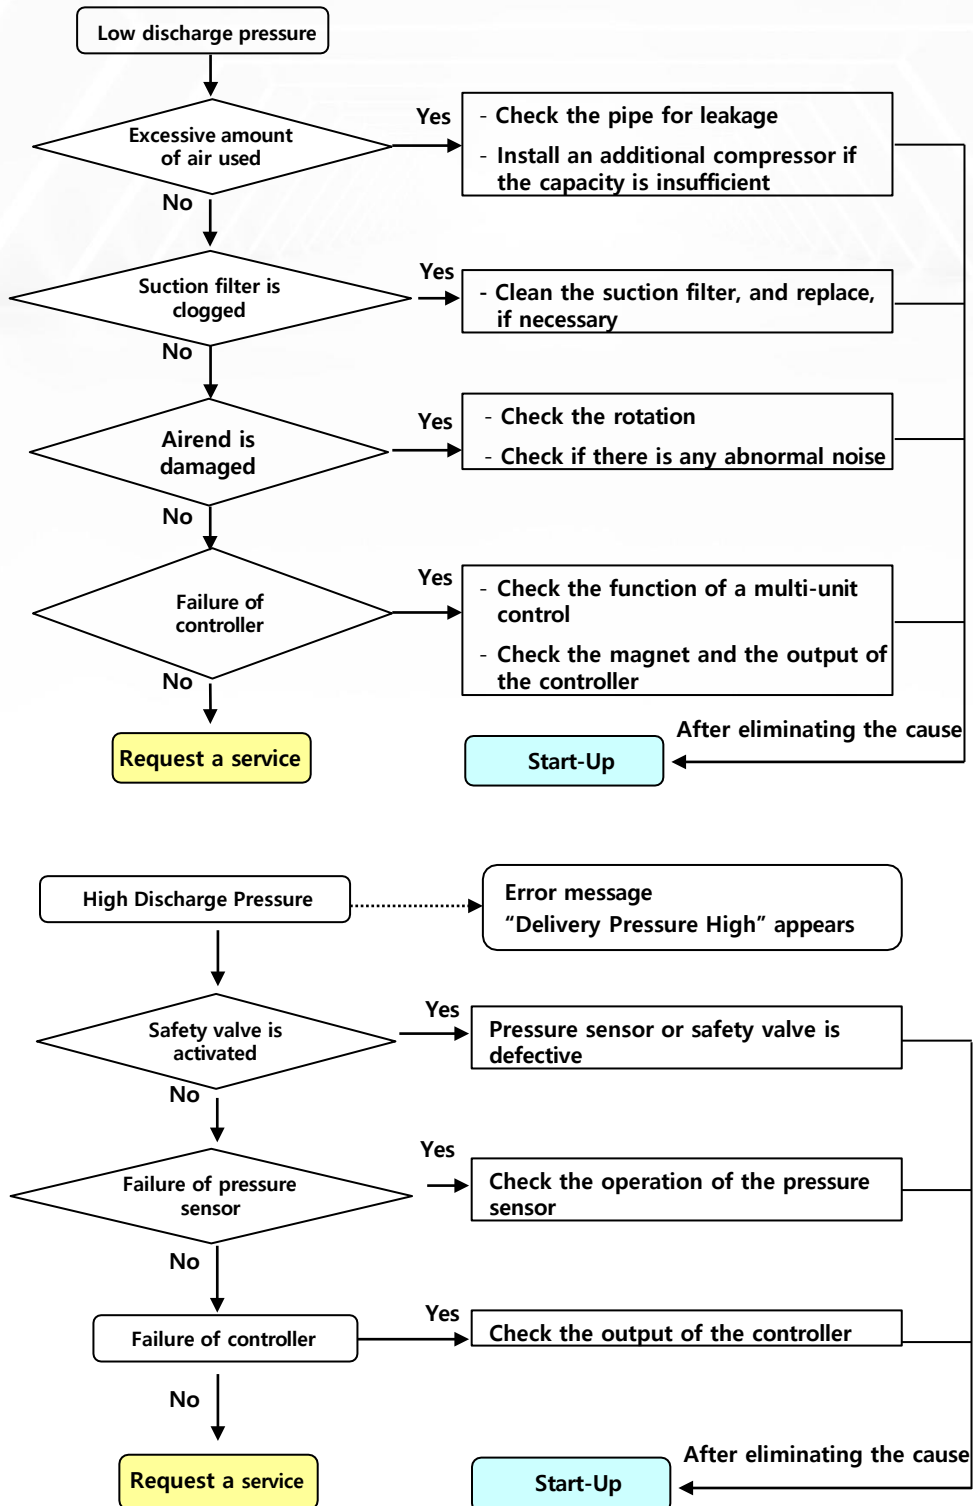 Low discharge pressure
Excessive amount
of air used
Yes
- Check the pipe for leakage
- Install an additional compressor if
the capacity is insufficient
No
Suction filter is
clogged
Yes
- Clean the suction filter, and replace,
if necessary
No
Airend is
damaged
Yes
- Check the rotation
- Check if there is any abnormal noise
No
Failure of
controller
Yes
- Check the function of a multi-unit
control
- Check the magnet and the output of
the controller
No
Request a service
Start-Up
After eliminating the cause
High Discharge Pressure
Error message
“Delivery Pressure High” appears
Safety valve is
activated
Yes
Pressure sensor or safety valve is
defective
No
Failure of pressure
sensor
Yes
Check the operation of the pressure
sensor
No
Failure of controller
Yes
Check the output of the controller
No
Request a service
Start-Up
After eliminating the cause